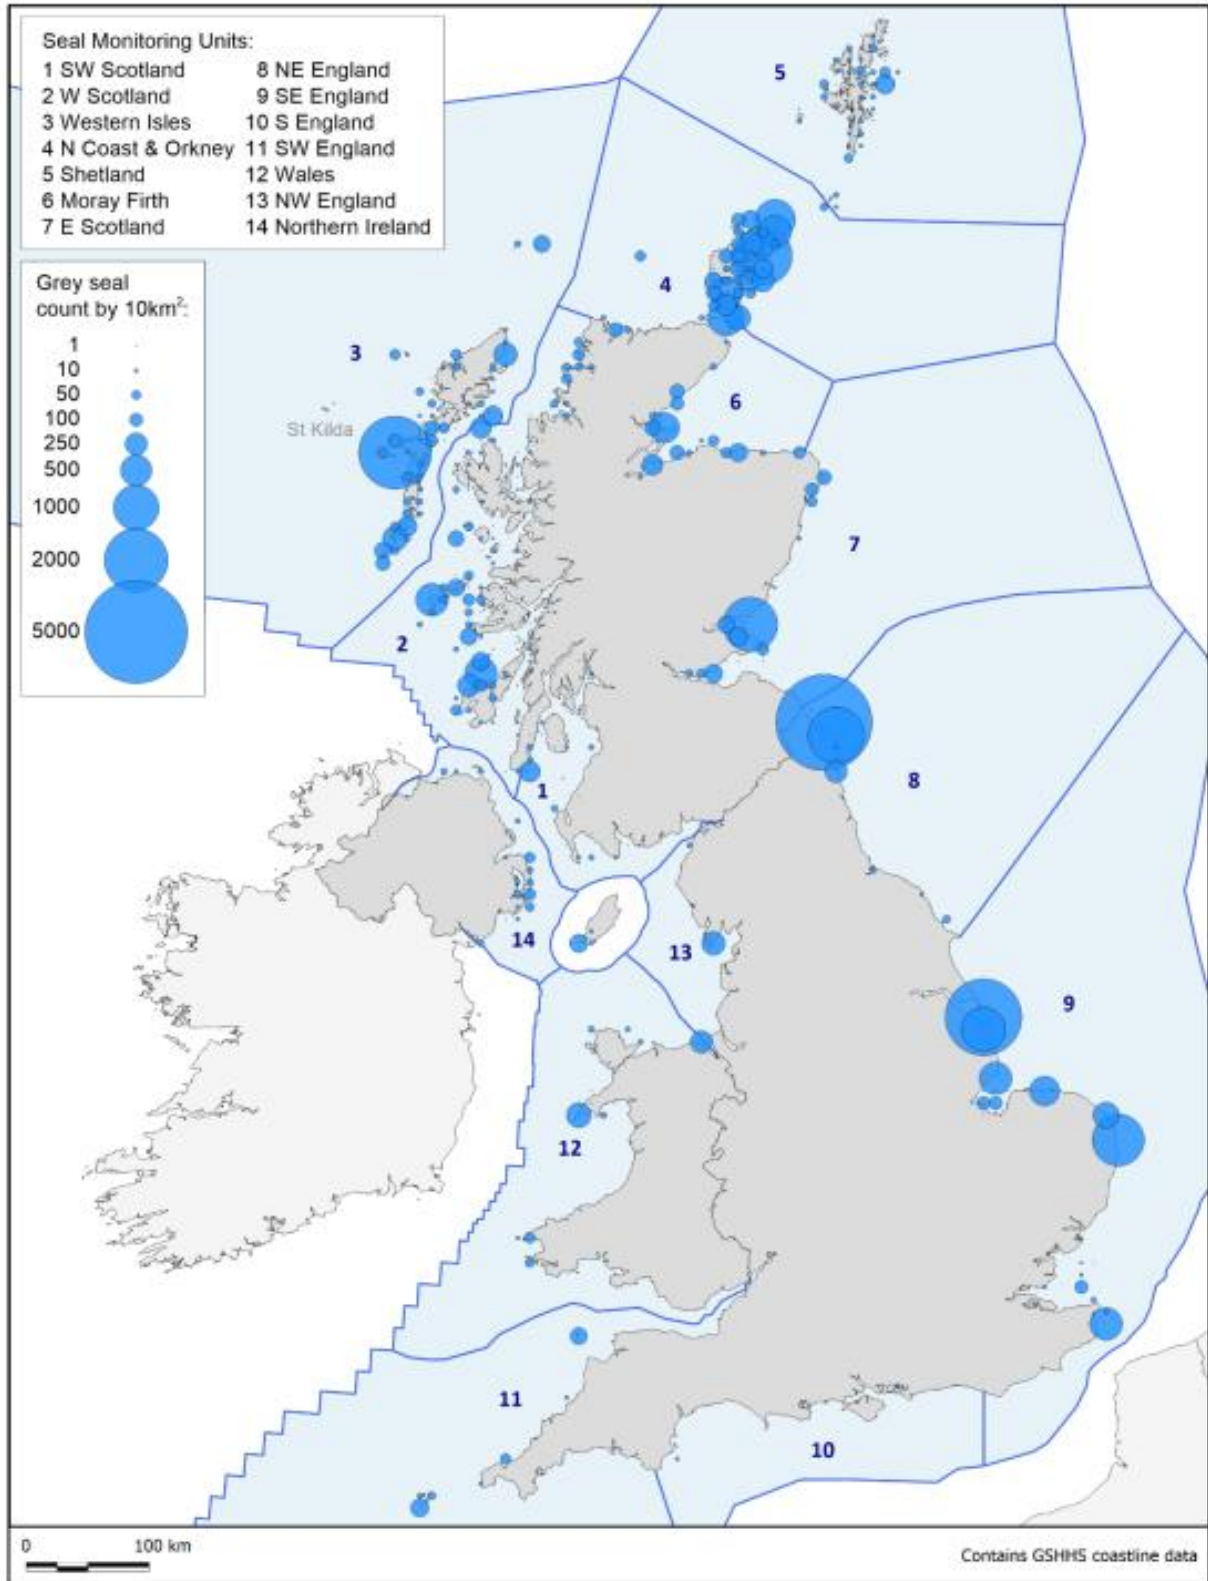 Seal Monitoring Units:
1 SW Scotland 8 NE England
2 W Scotland 9 SE England
3 Western Isles 10 S England
4 N Coast & Orkney 11 SW England
5 Shetland 12 Wales
6 Moray Firth 13 NW England
7 E Scotland 14 Northern Ireland
Grey seal
count by 10km²:
1
10
50
100
250
500
1000
2000
5000
5
4
3
6
St Kilda
7
2
8
1
14
13
9
12
11
10
0 100 km
Contains GSHHS coastline data